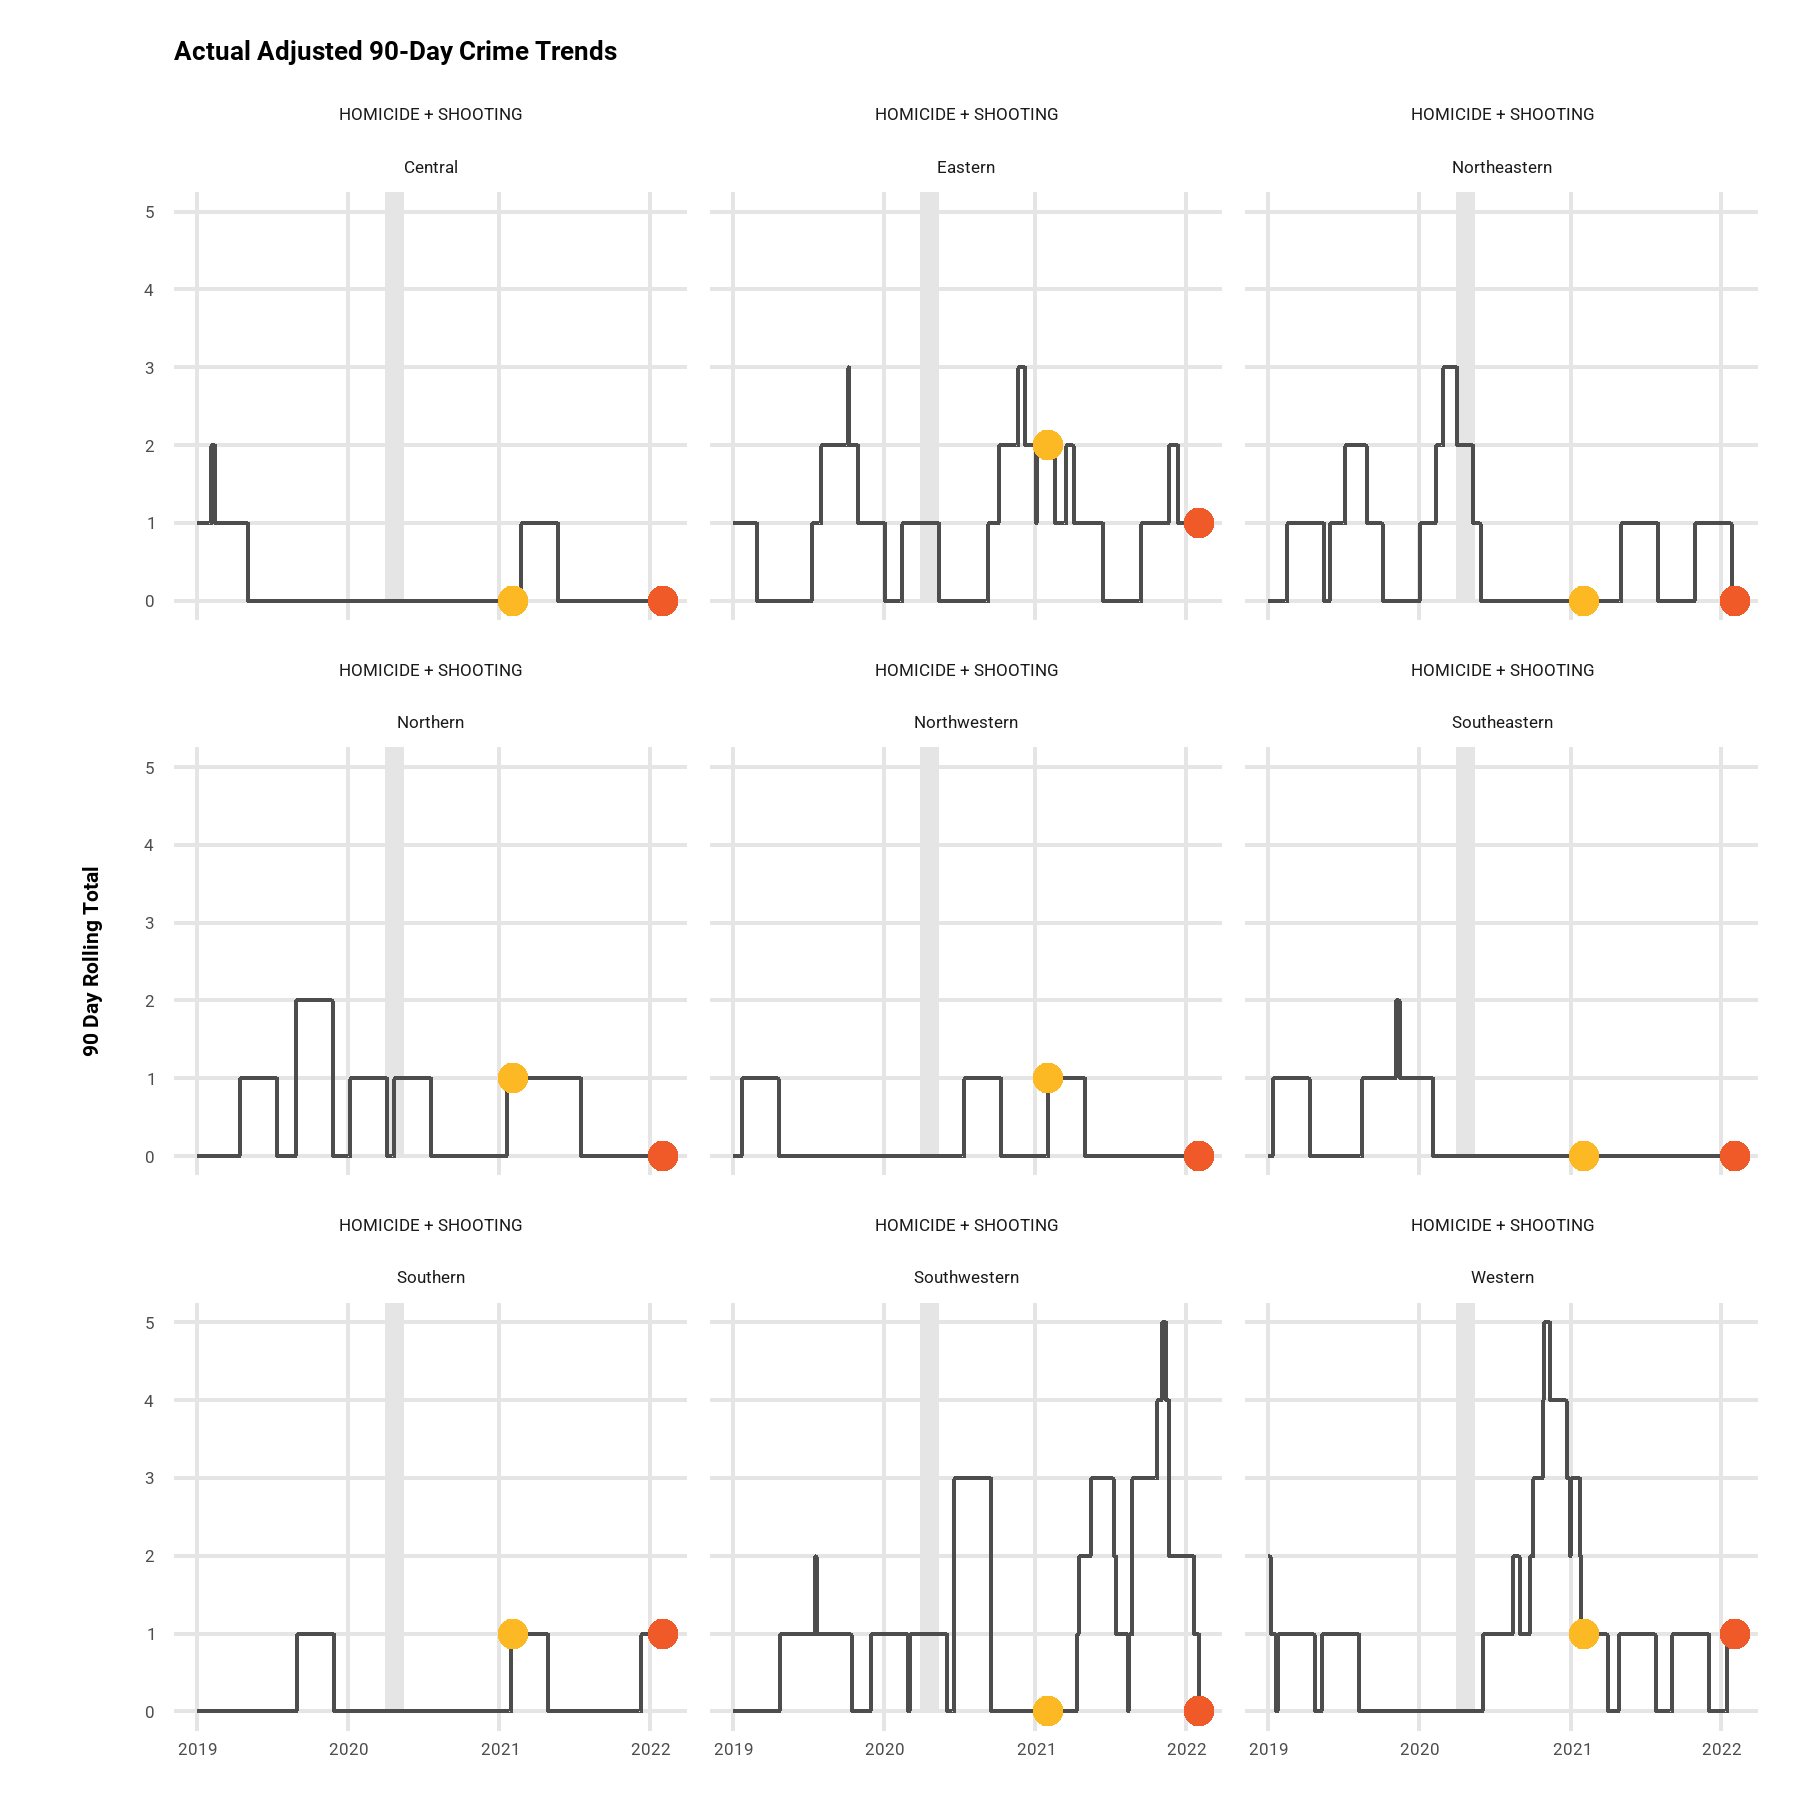 Actual Adjusted 90-Day Crime Trends
HOMICIDE + SHOOTING
HOMICIDE + SHOOTING
HOMICIDE + SHOOTING
Central
Eastern
Northeastern
5
4
3
2
1
0
HOMICIDE + SHOOTING
HOMICIDE + SHOOTING
HOMICIDE + SHOOTING
Northern
Northwestern
Southeastern
5
4
3
2
1
0
90 Day Rolling Total
HOMICIDE + SHOOTING
HOMICIDE + SHOOTING
HOMICIDE + SHOOTING
Southern
Southwestern
Western
5
4
3
2
1
0
2019 2020 2021 2022
2019 2020 2021 2022
2019 2020 2021 2022